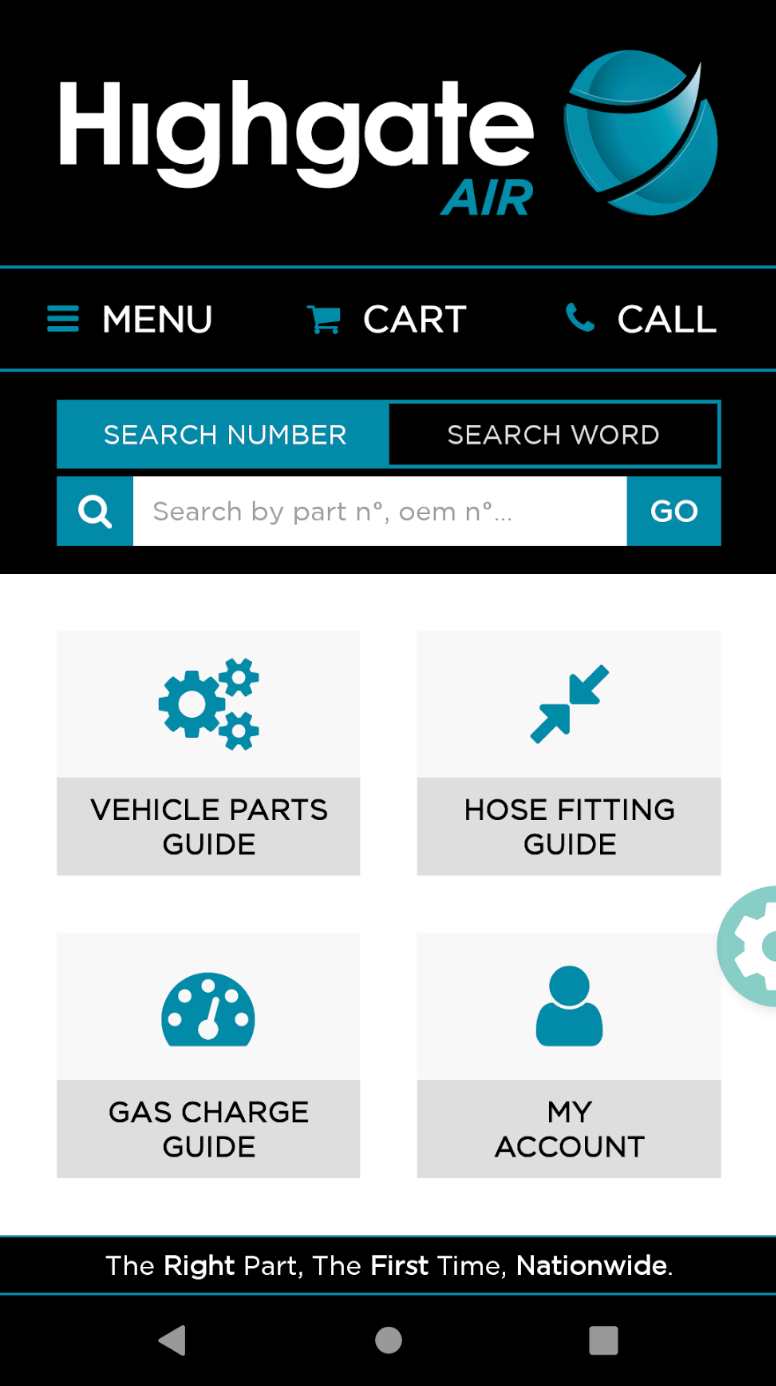 Highgate
AIR
MENU
CART
CALL
SEARCH NUMBER
SEARCH WORD
Search by part n°, oem n°...
GO
VEHICLE PARTS
GUIDE
HOSE FITTING
GUIDE
GAS CHARGE
GUIDE
MY
ACCOUNT
The Right Part, The First Time, Nationwide.